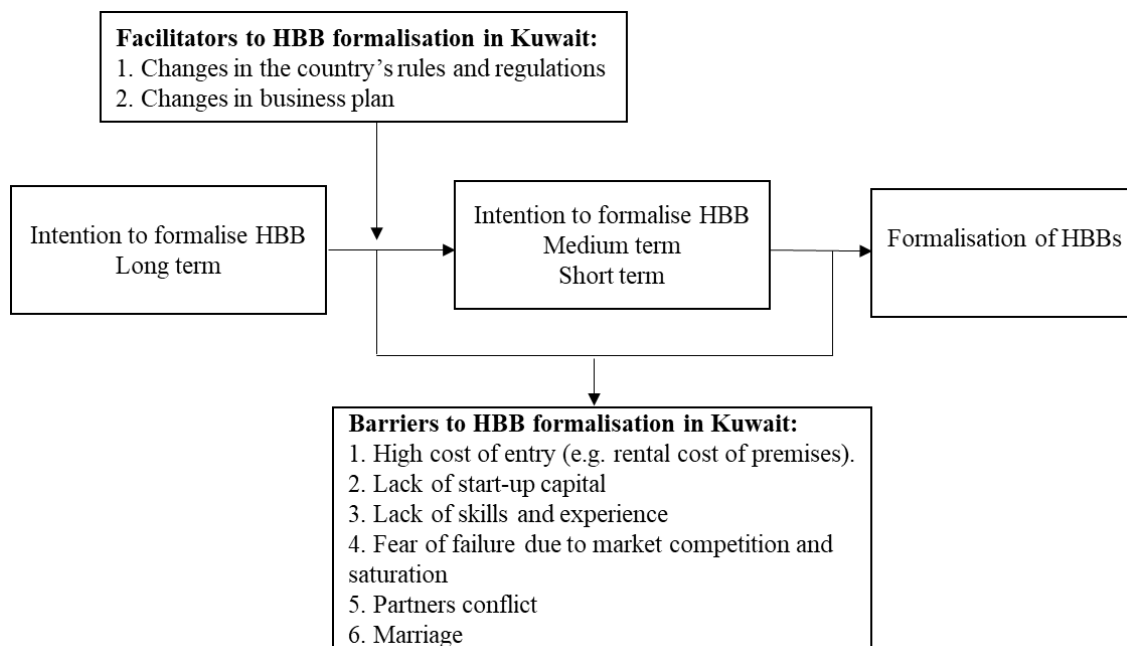 Facilitators to HBB formalisation in Kuwait:
1. Changes in the country’s rules and regulations
2. Changes in business plan
Intention to formalise HBB
Long term
Intention to formalise HBB
Medium term
Short term
Formalisation of HBBs
Barriers to HBB formalisation in Kuwait:
1. High cost of entry (e.g. rental cost of premises).
2. Lack of start-up capital
3. Lack of skills and experience
4. Fear of failure due to market competition and
saturation
5. Partners conflict
6. Marriage